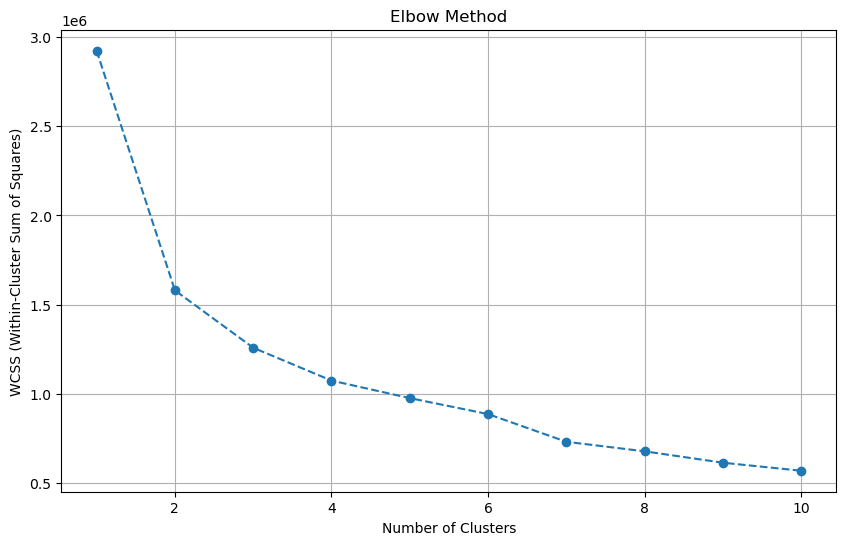 Elbow Method
1e6
3.0
2.5
2.0
1.5
1.0
0.5
WCSS (Within-Cluster Sum of Squares)
2 4 6 8 10
Number of Clusters